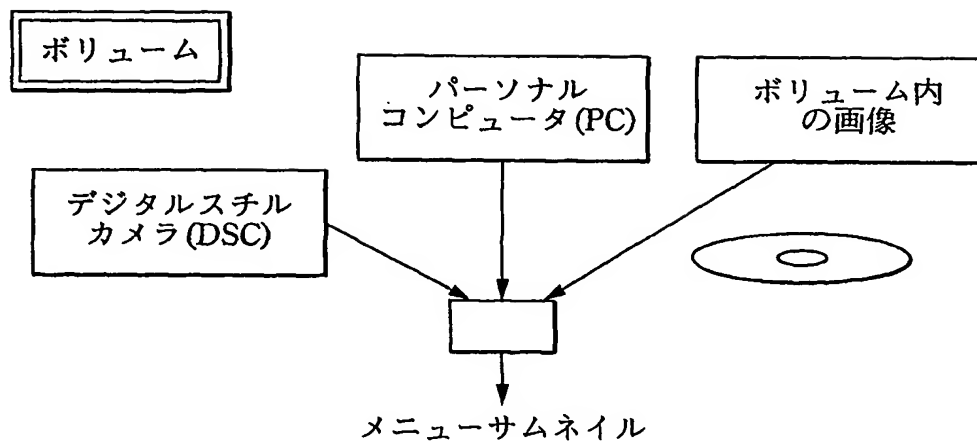 ボリューム
パーソナル
コンピュータ(PC)
ボリューム内
の画像
デジタルスチル
カメラ(DSC)
メニューサムネイル